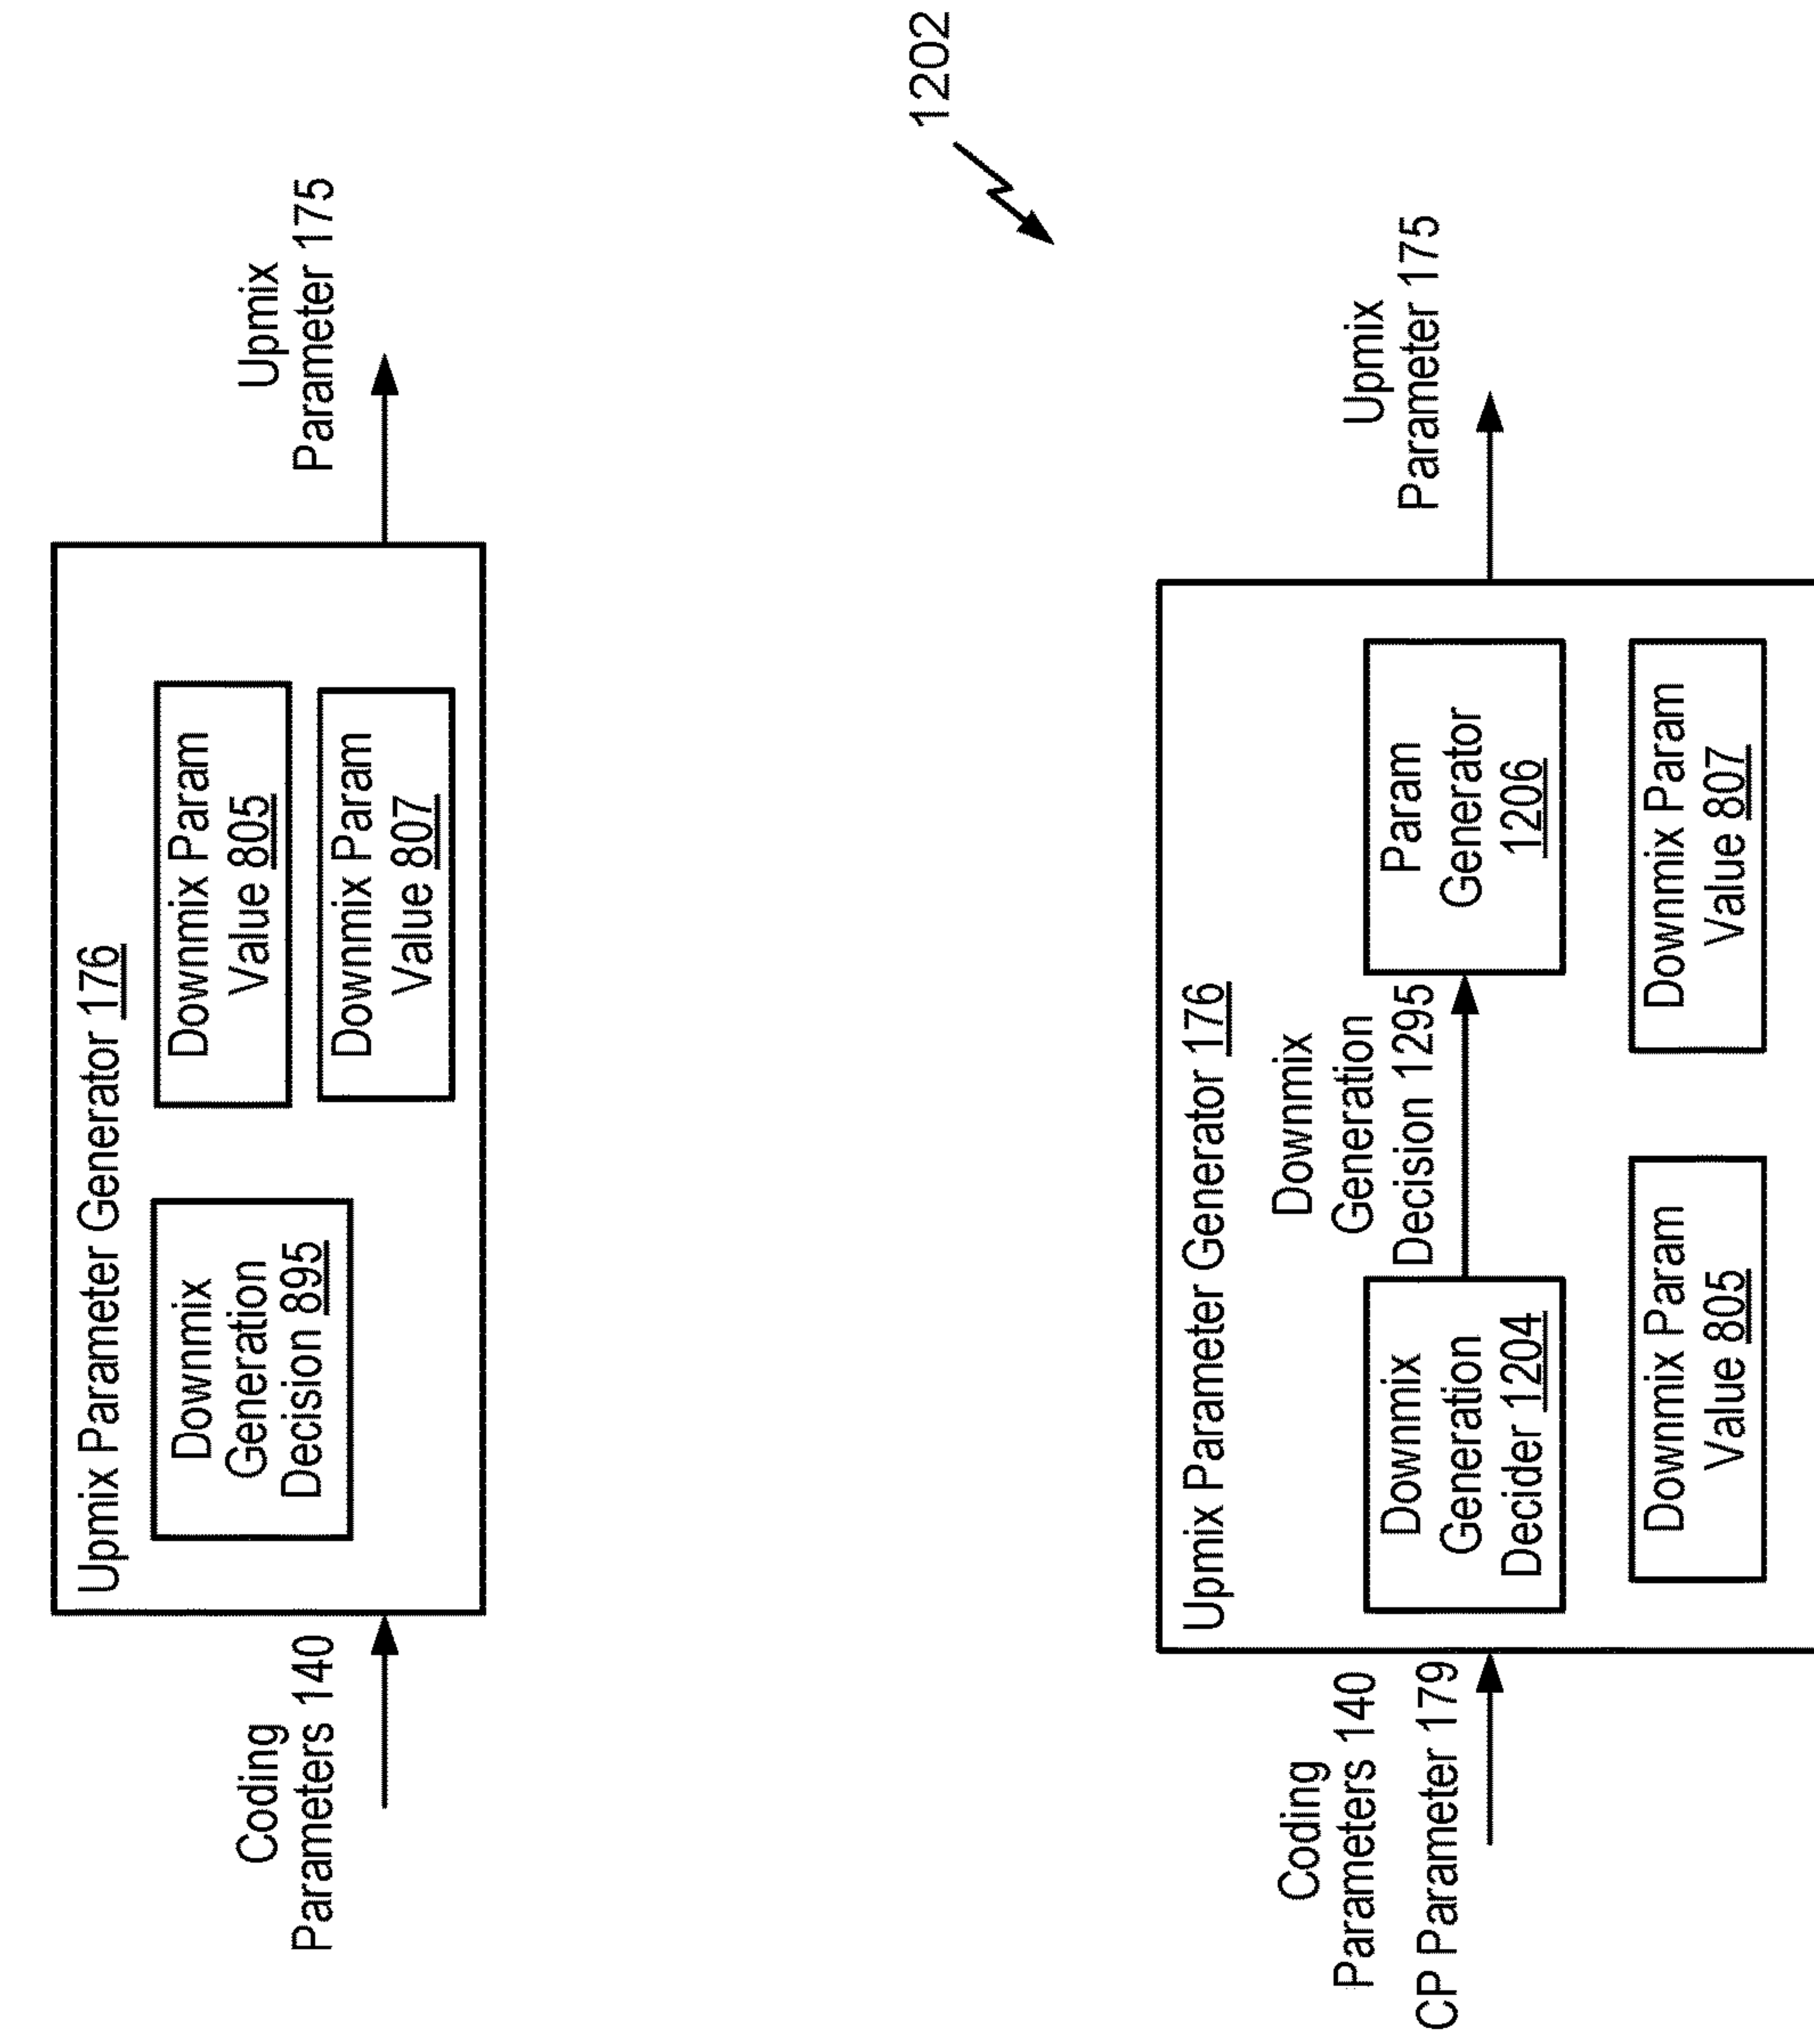 Upmix Parameter Generator 176
Coding
Parameters 140
Downmix
Generation
Decision 895
Downmix Param
Value 805
Downmix Param
Value 807
Upmix
Parameter 175
1202
Upmix Parameter Generator 176
Coding
Parameters 140
CP Parameter 179
Downmix
Generation
Decider 1204
Downmix
Generation
Decision 1295
Param
Generator
1206
Downmix Param
Value 805
Downmix Param
Value 807
Upmix
Parameter 175